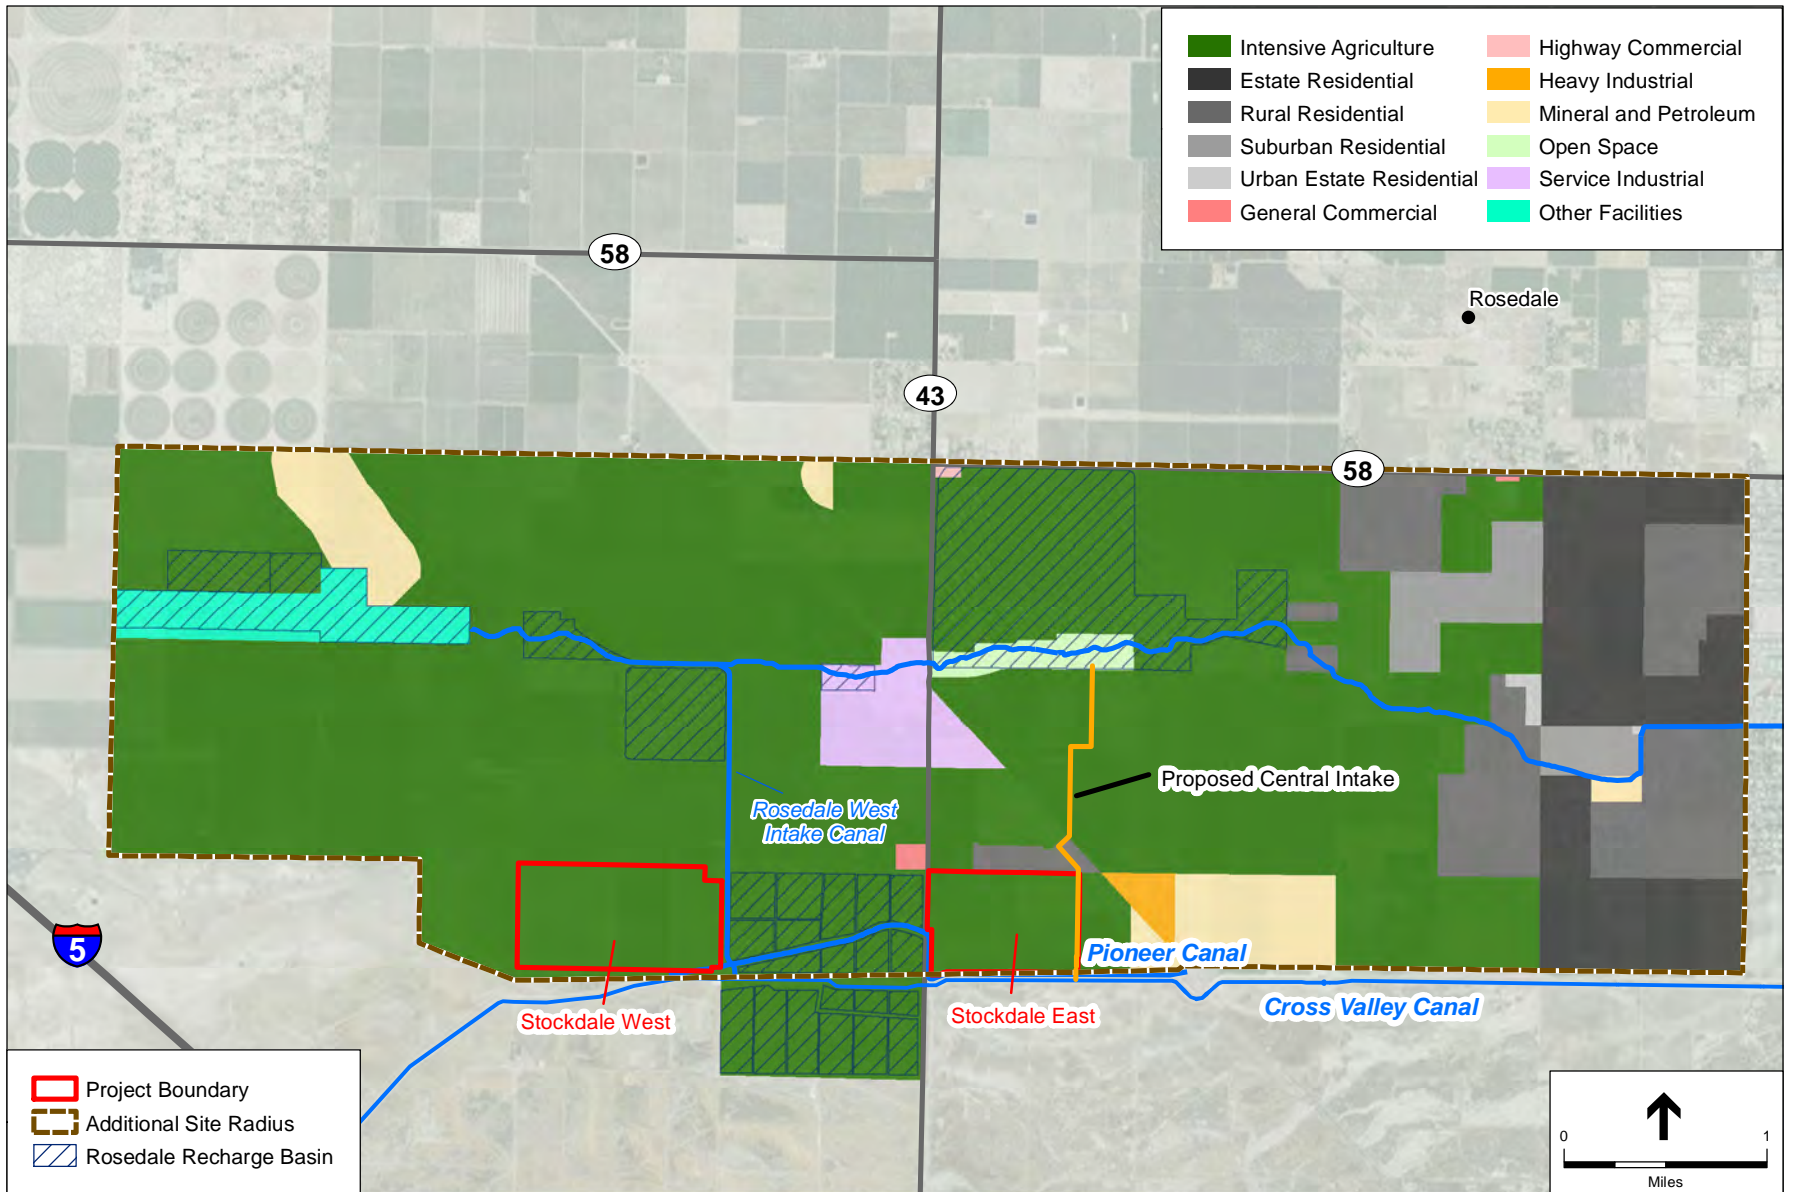 Intensive Agriculture
Estate Residential
Rural Residential
Suburban Residential
Urban Estate Residential
General Commercial
Highway Commercial
Heavy Industrial
Mineral and Petroleum
Open Space
Service Industrial
Other Facilities
58
Rosedale
43
58
Proposed Central Intake
Rosedale West
Intake Canal
5
Pioneer Canal
Cross Valley Canal
Stockdale West
Stockdale East
Project Boundary
Additional Site Radius
Rosedale Recharge Basin
0 1
Miles